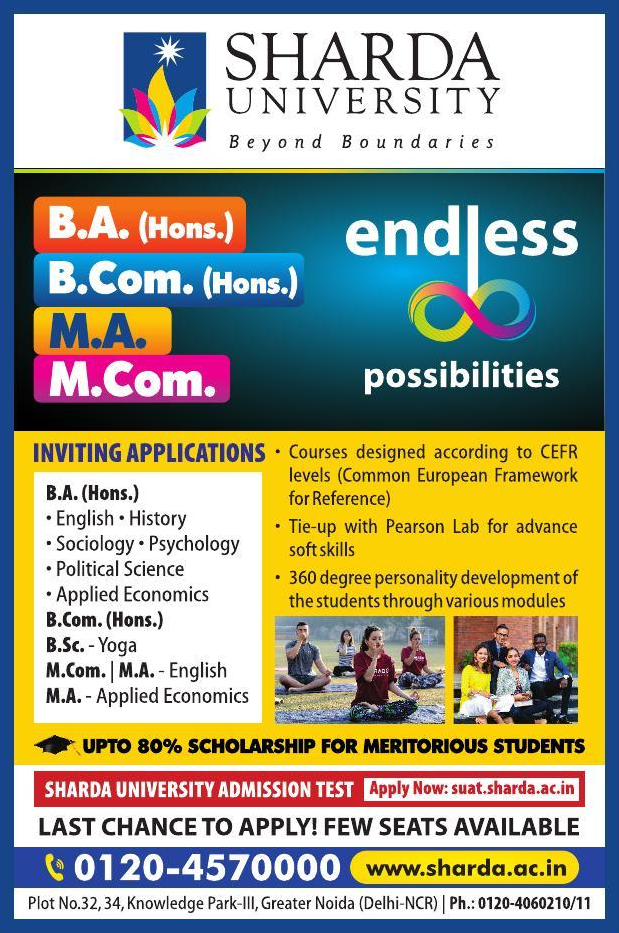 SHARDA
UNIVERSITY
Beyond Boundaries
B.A. (Hons.)
B.Com. (Hons.)
M.A.
M.Com.
endless
possibilities
INVITING APPLICATIONS
B.A. (Hons.)
• English • History
• Sociology • Psychology
• Political Science
• Applied Economics
B.Com. (Hons.)
B.Sc. - Yoga
M.Com. | M.A. - English
M.A. - Applied Economics
• Courses designed according to CEFR
levels (Common European Framework
for Reference)
• Tie-up with Pearson Lab for advance
soft skills
• 360 degree personality development of
the students through various modules
UPTO 80% SCHOLARSHIP FOR MERITORIOUS STUDENTS
SHARDA UNIVERSITY ADMISSION TEST Apply Now: suat.sharda.ac.in
LAST CHANCE TO APPLY! FEW SEATS AVAILABLE
0120-4570000 www.sharda.ac.in
Plot No.32, 34, Knowledge Park-III, Greater Noida (Delhi-NCR) | Ph.: 0120-4060210/11